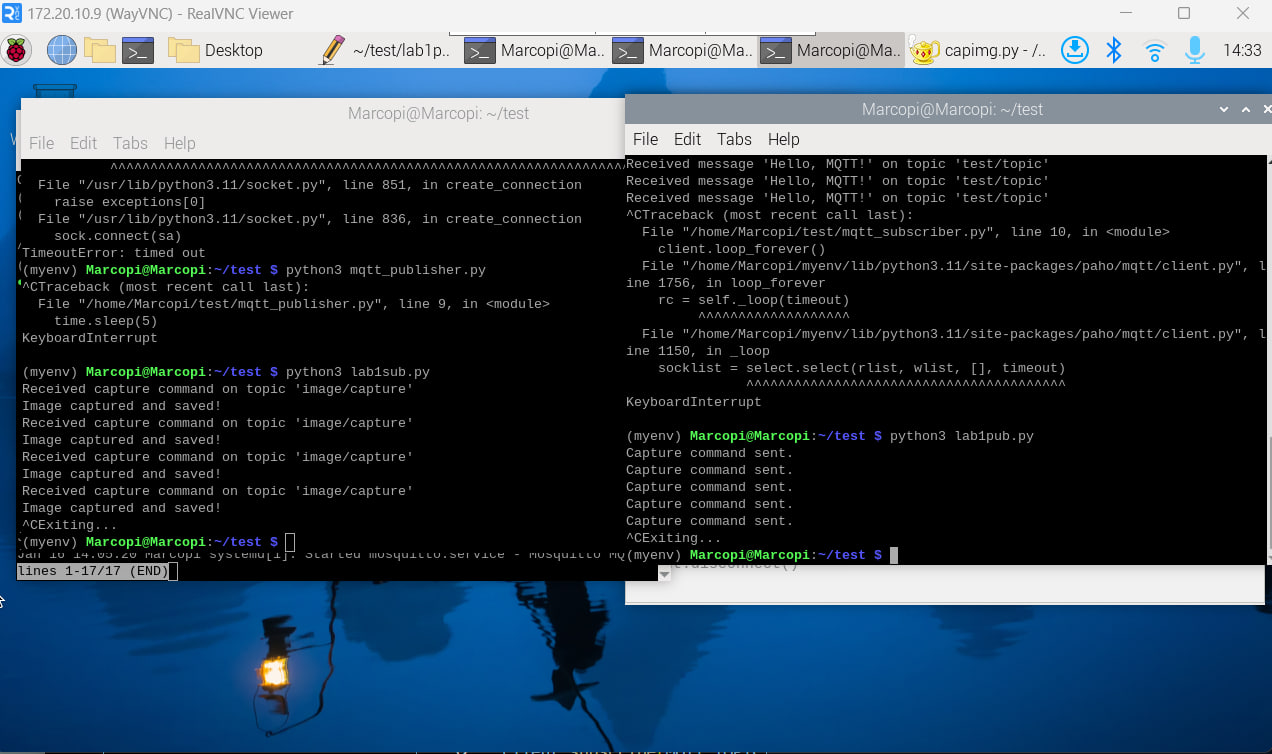 172.20.10.9 (WayVNC) - RealVNC Viewer
Desktop
~/test/lab1p..
Marcopi@Ma..
Marcopi@Ma..
Marcopi@Ma..
capimg.py - /..
14:33
Marcopi@Marcopi: ~/test
File Edit Tabs Help
^^^^^^^^^^^^^^^^^^^^^^^^^^^^^^^^^^^^^^^^^^^^^^^^^^^^^^^^^^^^^^^^
File "/usr/lib/python3.11/socket.py", line 851, in create_connection
raise exceptions[0]
File "/usr/lib/python3.11/socket.py", line 836, in create_connection
sock.connect(sa)
TimeoutError: timed out
(myenv) Marcopi@Marcopi:~/test $ python3 mqtt_publisher.py
^CTraceback (most recent call last):
File "/home/Marcopi/test/mqtt_publisher.py", line 9, in <module>
time.sleep(5)
KeyboardInterrupt
(myenv) Marcopi@Marcopi:~/test $ python3 lab1sub.py
Received capture command on topic 'image/capture'
Image captured and saved!
Received capture command on topic 'image/capture'
Image captured and saved!
Received capture command on topic 'image/capture'
Image captured and saved!
Received capture command on topic 'image/capture'
Image captured and saved!
^CExiting...
(myenv) Marcopi@Marcopi:~/test $
Jan 16 14:05:20 Marcopi systemd[1]: Started mosquitto.service - Mosquitto MQ
lines 1-17/17 (END)
Marcopi@Marcopi: ~/test
File Edit Tabs Help
Received message 'Hello, MQTT!' on topic 'test/topic'
Received message 'Hello, MQTT!' on topic 'test/topic'
Received message 'Hello, MQTT!' on topic 'test/topic'
^CTraceback (most recent call last):
File "/home/Marcopi/test/mqtt_subscriber.py", line 10, in <module>
client.loop_forever()
File "/home/Marcopi/myenv/lib/python3.11/site-packages/paho/mqtt/client.py", l
ine 1756, in loop_forever
rc = self._loop(timeout)
^^^^^^^^^^^^^^^^^^^
File "/home/Marcopi/myenv/lib/python3.11/site-packages/paho/mqtt/client.py", l
ine 1150, in _loop
socklist = select.select(rlist, wlist, [], timeout)
^^^^^^^^^^^^^^^^^^^^^^^^^^^^^^^^^^^^^^^^
KeyboardInterrupt
(myenv) Marcopi@Marcopi:~/test $ python3 lab1pub.py
Capture command sent.
Capture command sent.
Capture command sent.
Capture command sent.
Capture command sent.
^CExiting...
(myenv) Marcopi@Marcopi:~/test $
t.disconnect()